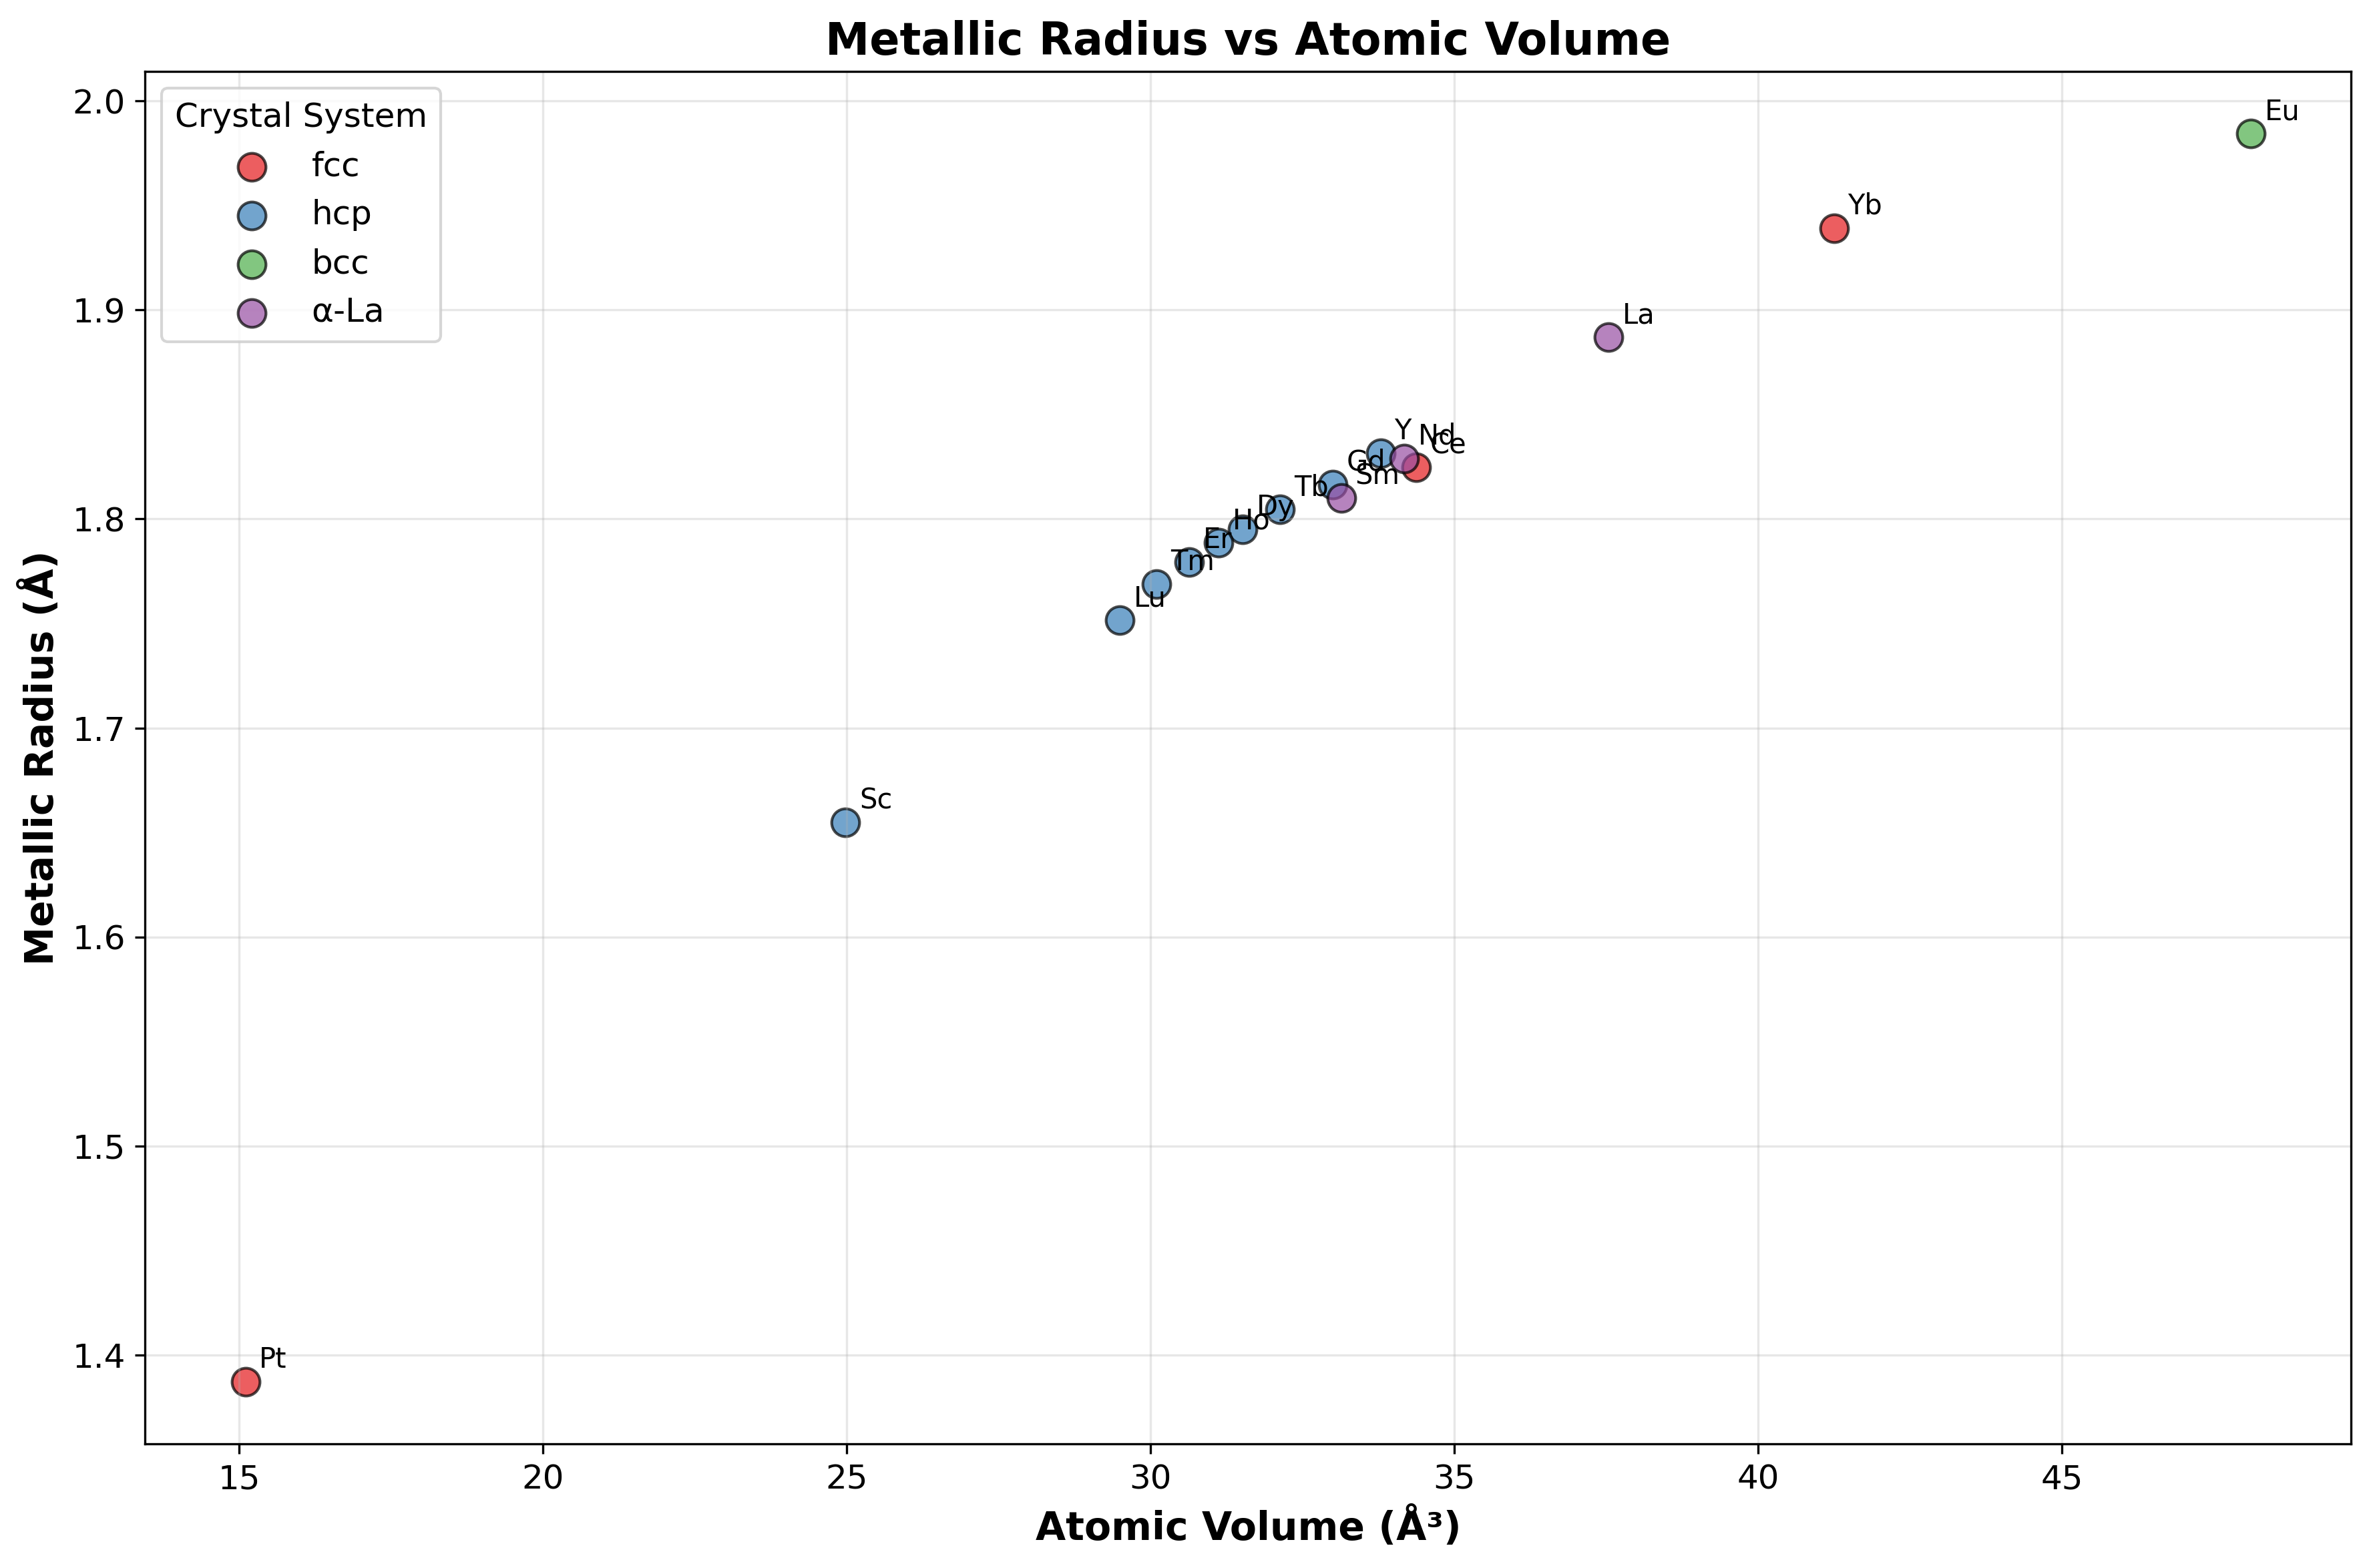 Metallic Radius vs Atomic Volume
Crystal System
fcc
hcp
bcc
α-La
Metallic Radius (Å)
2.0
1.9
1.8
1.7
1.6
1.5
1.4
Eu
Yb
La
Y
Nd
Ce
Gd
Sm
Tb
Dy
Ho
Er
Tm
Lu
Sc
Pt
15
20
25
30
35
40
45
Atomic Volume (Å³)